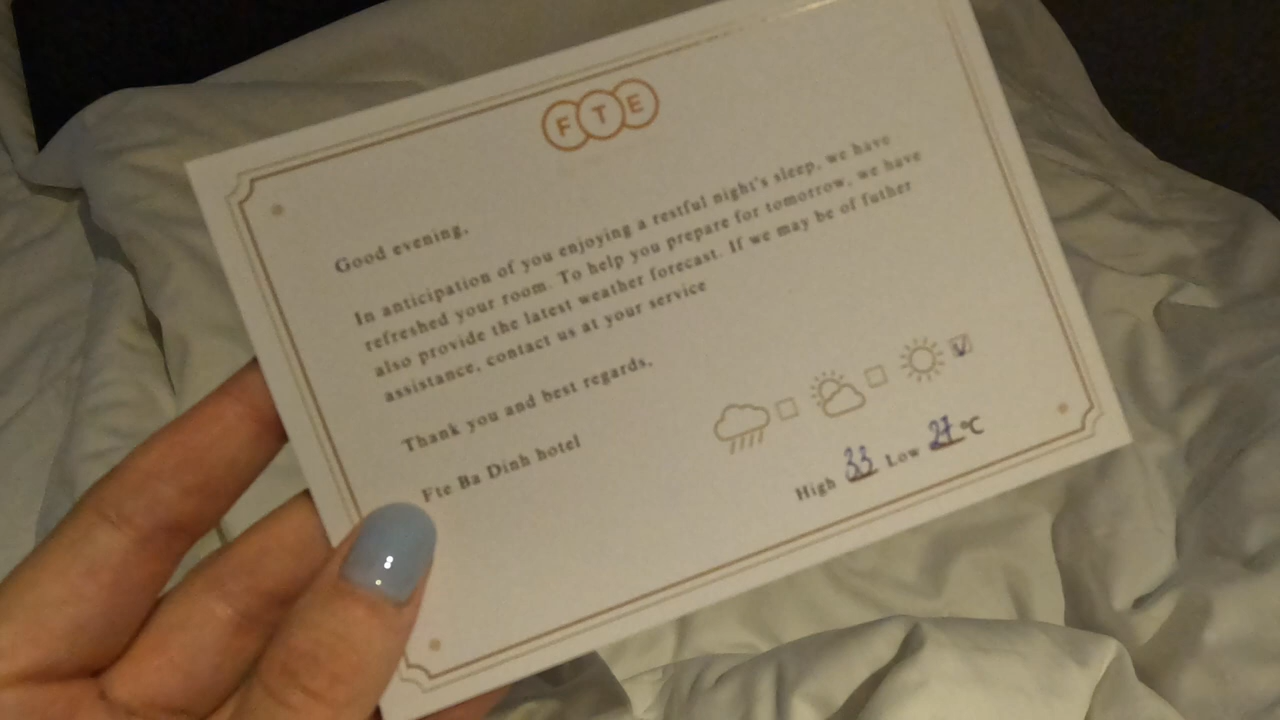 FTE
Good evening,
In anticipation of you enjoying a restful night's sleep, we have
refreshed your room. To help you prepare for tomorrow, we have
also provide the latest weather forecast. If we may be of futher
assistance, contact us at your service
Thank you and best regards,
Fte Ba Dinh hotel
High 33 Low 27 °C